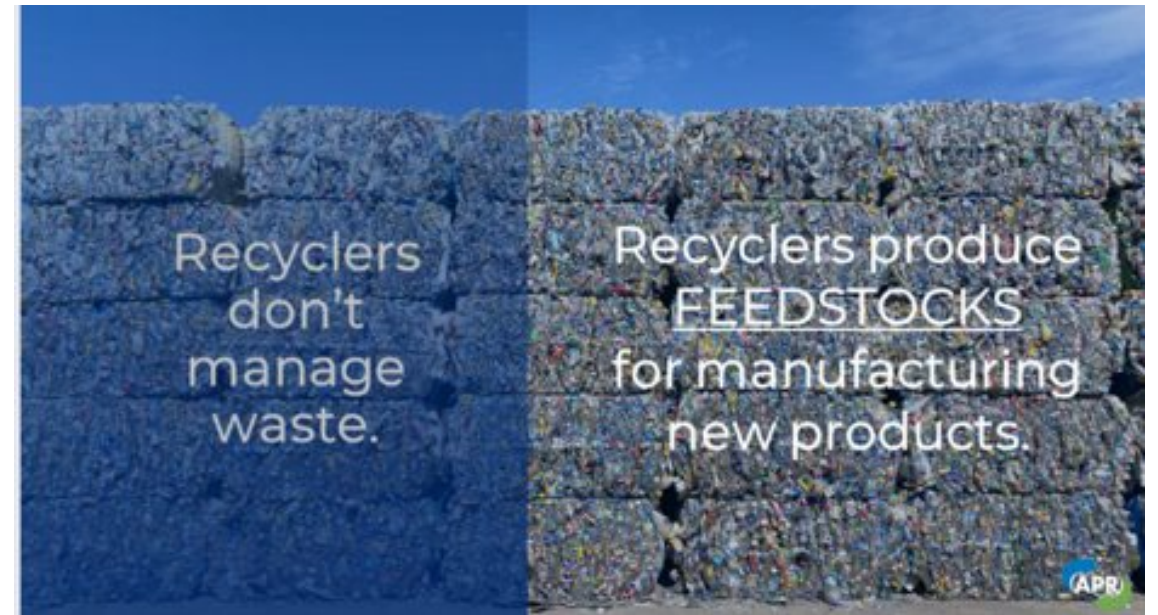 Recyclers
don't
manage
waste.
Recyclers produce
FEEDSTOCKS
for manufacturing
new products.
APR